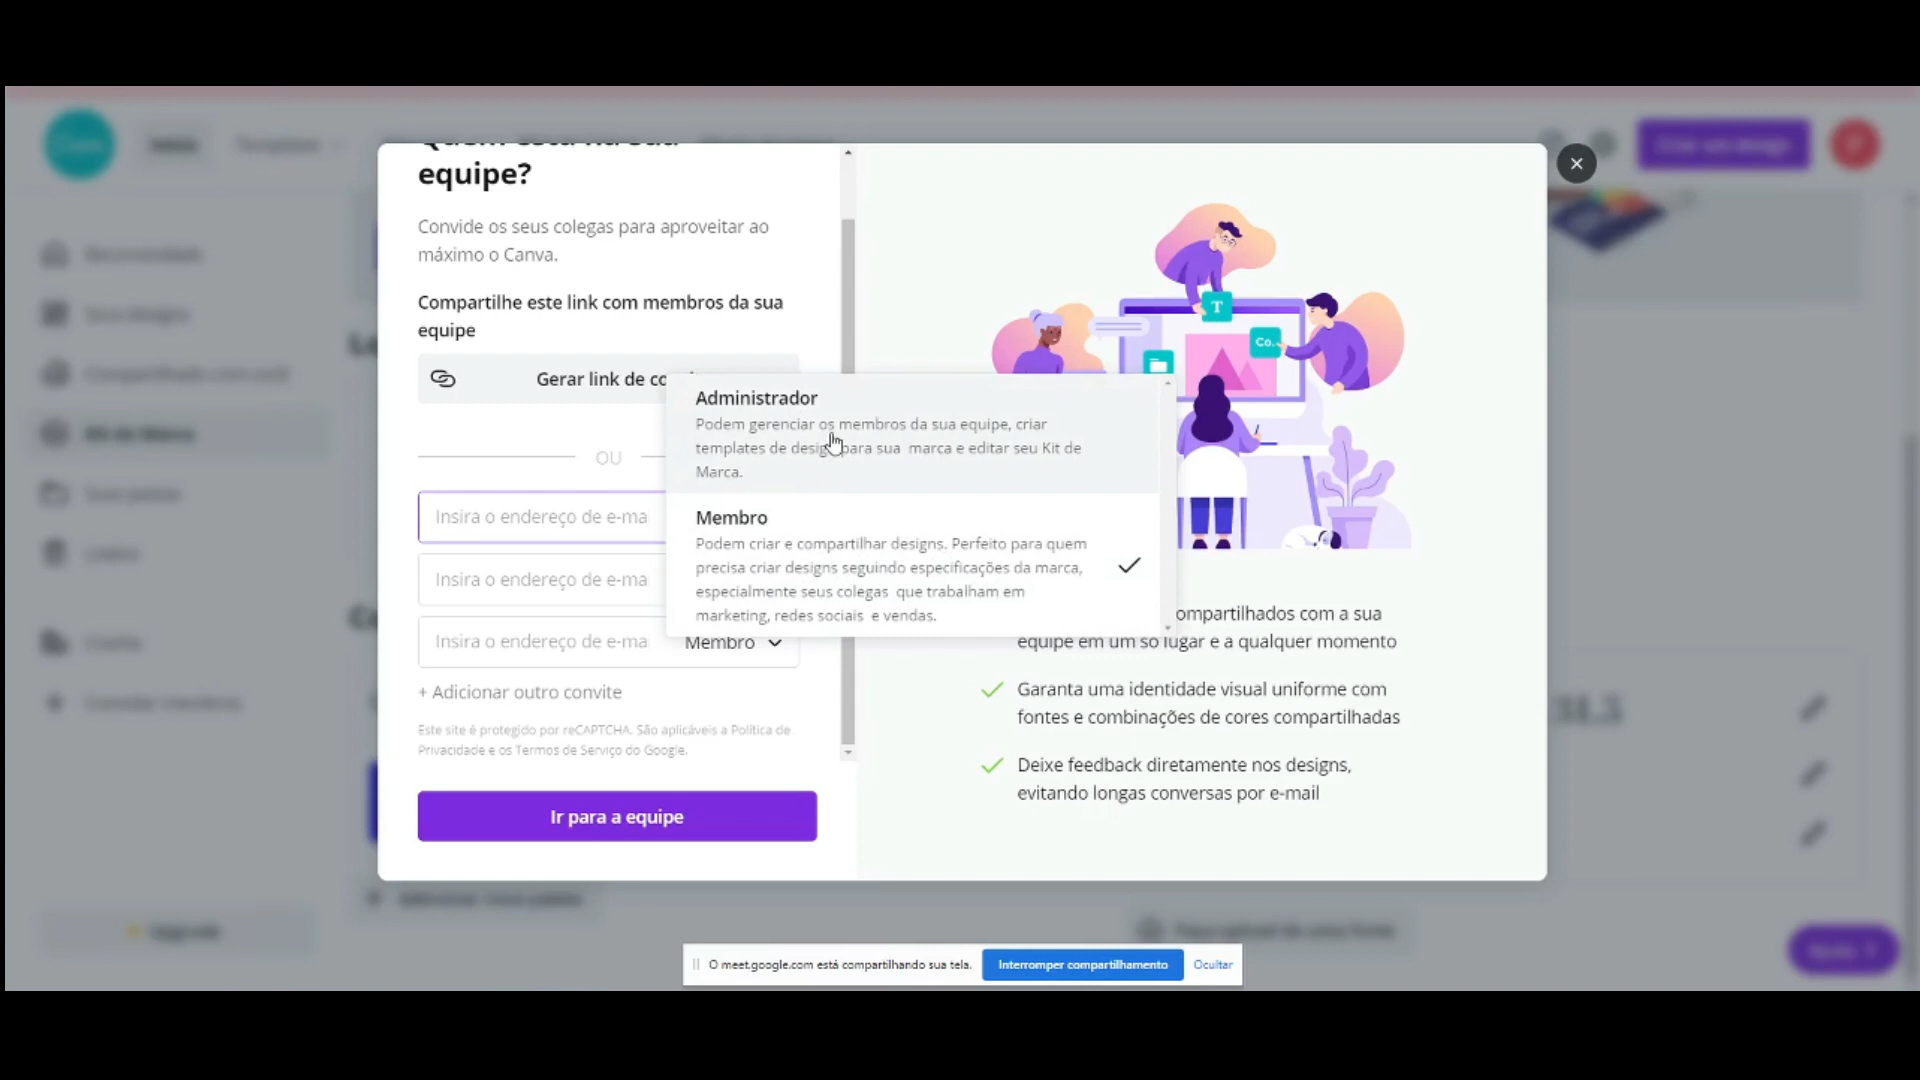 equipe?
Convide os seus colegas para aproveitar ao
máximo o Canva.
Compartilhe este link com membros da sua
equipe
Gerar link de
OU
Insira o endereço de e-ma
Insira o endereço de e-ma
Insira o endereço de e-ma
Membro
Administrador
Podem gerenciar os membros da sua equipe, criar
templates de design para sua marca e editar seu Kit de
Marca.
Membro
Podem criar e compartilhar designs. Perfeito para quem
precisa criar designs seguindo especificações da marca,
especialmente seus colegas que trabalham em
marketing, redes sociais e vendas.
+ Adicionar outro convite
Este site é protegido por reCAPTCHA. São aplicáveis a Política de
Privacidade e os Termos de Serviço do Google.
Ir para a equipe
T
Co.
ompartilhados com a sua
equipe em um só lugar e a qualquer momento
Garanta uma identidade visual uniforme com
fontes e combinações de cores compartilhadas
Deixe feedback diretamente nos designs,
evitando longas conversas por e-mail
O meet.google.com está compartilhando sua tela.
Interromper compartilhamento
Ocultar